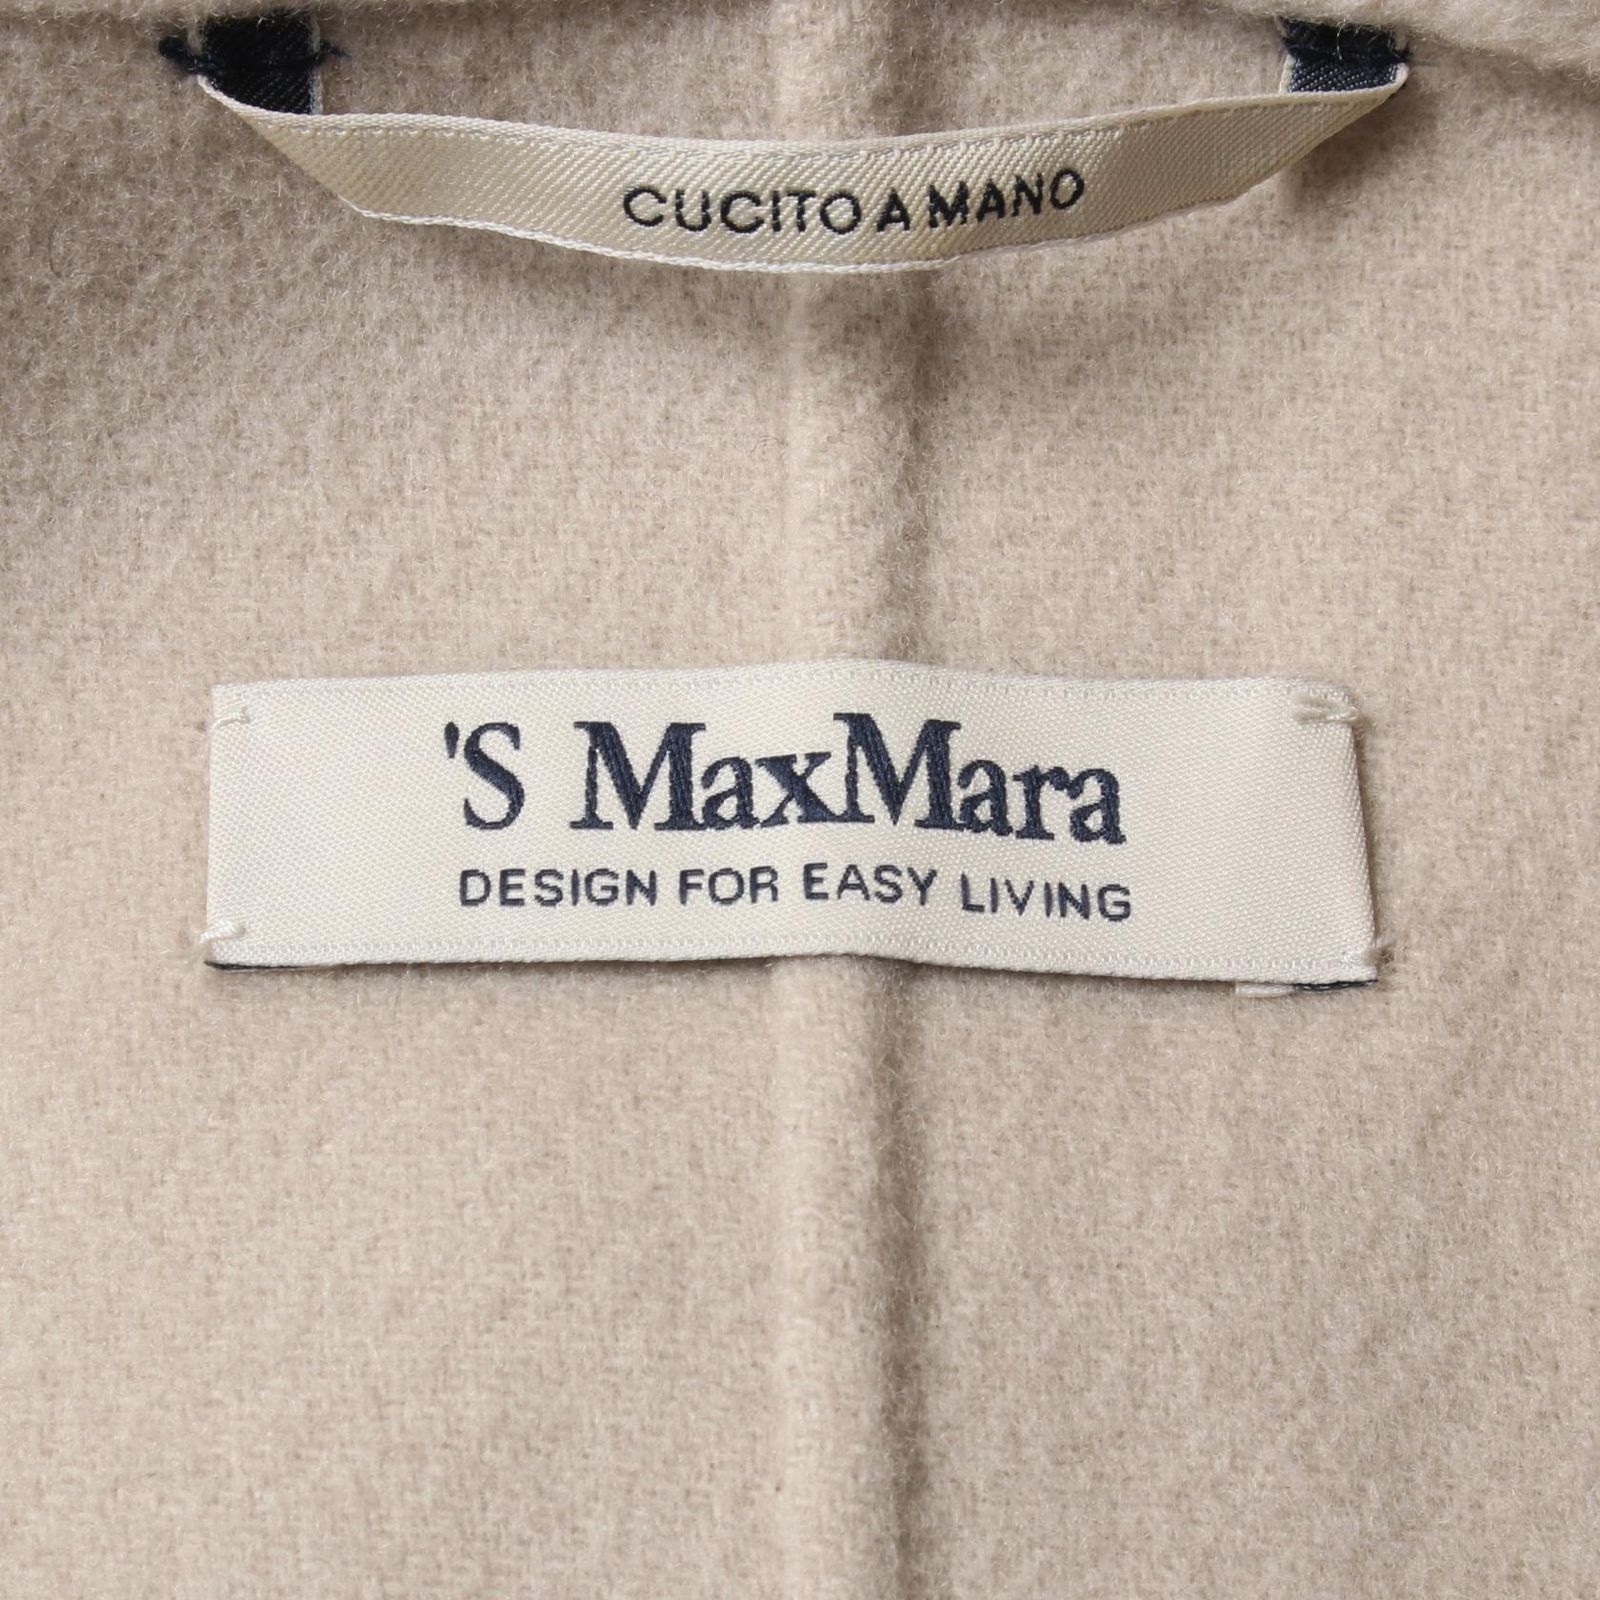 CUCITO A MANO
'S MaxMara
DESIGN FOR EASY LIVING